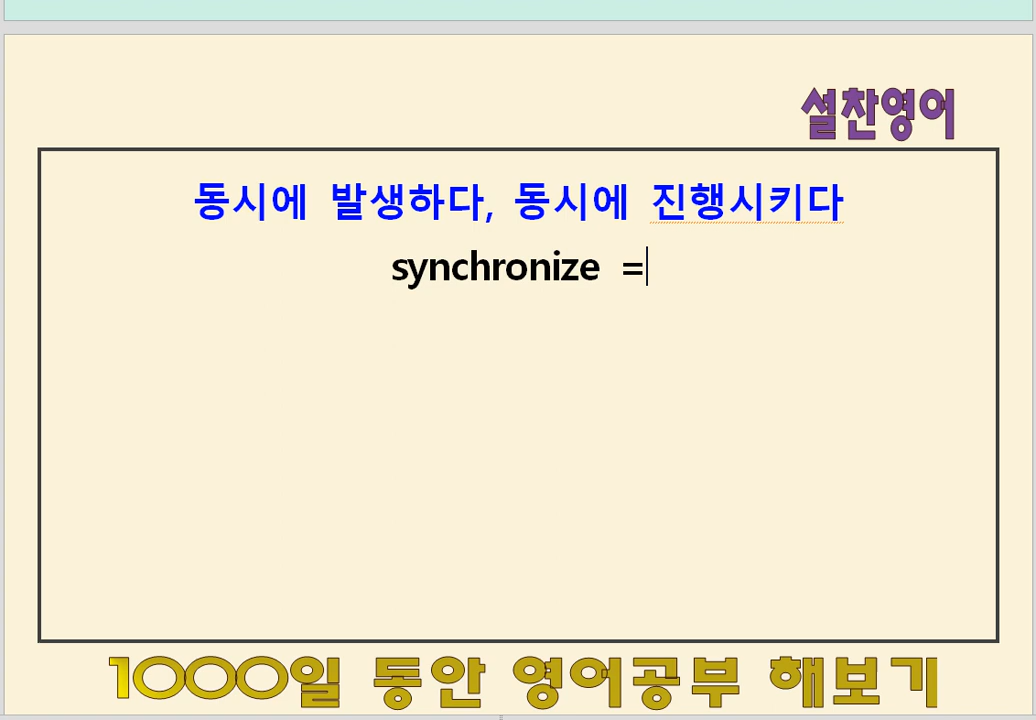 설찬영어
동시에 발생하다, 동시에 진행시키다
synchronize =
1000일 동안 영어공부 해보기